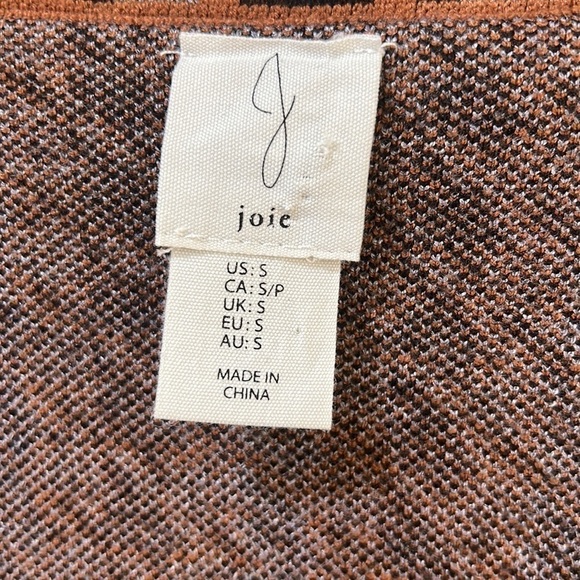 J
joie
US: S
CA: S/P
UK: S
EU: S
AU: S
MADE IN
CHINA